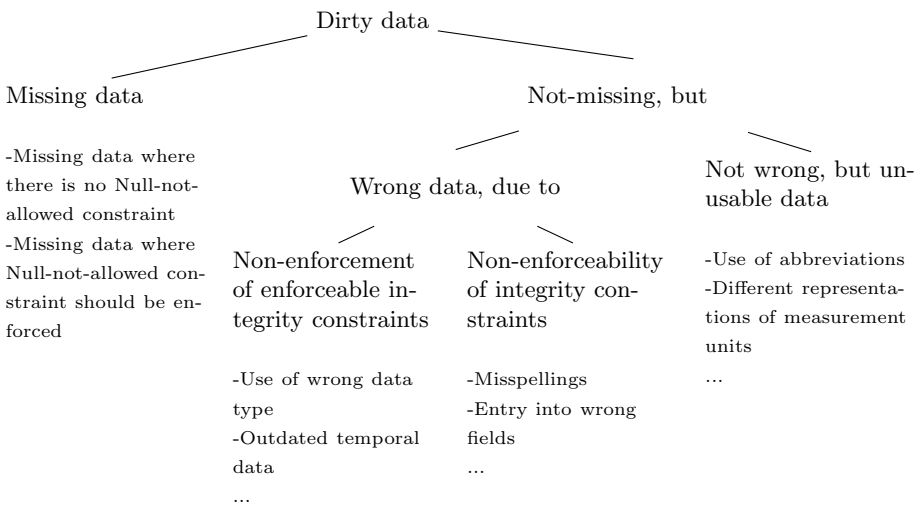 Dirty data
Missing data
-Missing data where
there is no Null-not-
allowed constraint
-Missing data where
Null-not-allowed con-
straint should be en-
forced
Not-missing, but
Wrong data, due to
Non-enforcement
of enforceable in-
tegrity constraints
-Use of wrong data
type
-Outdated temporal
data
...
Non-enforceability
of integrity con-
straints
-Misspellings
-Entry into wrong
fields
...
Not wrong, but un-
usable data
-Use of abbreviations
-Different representa-
tions of measurement
units
...